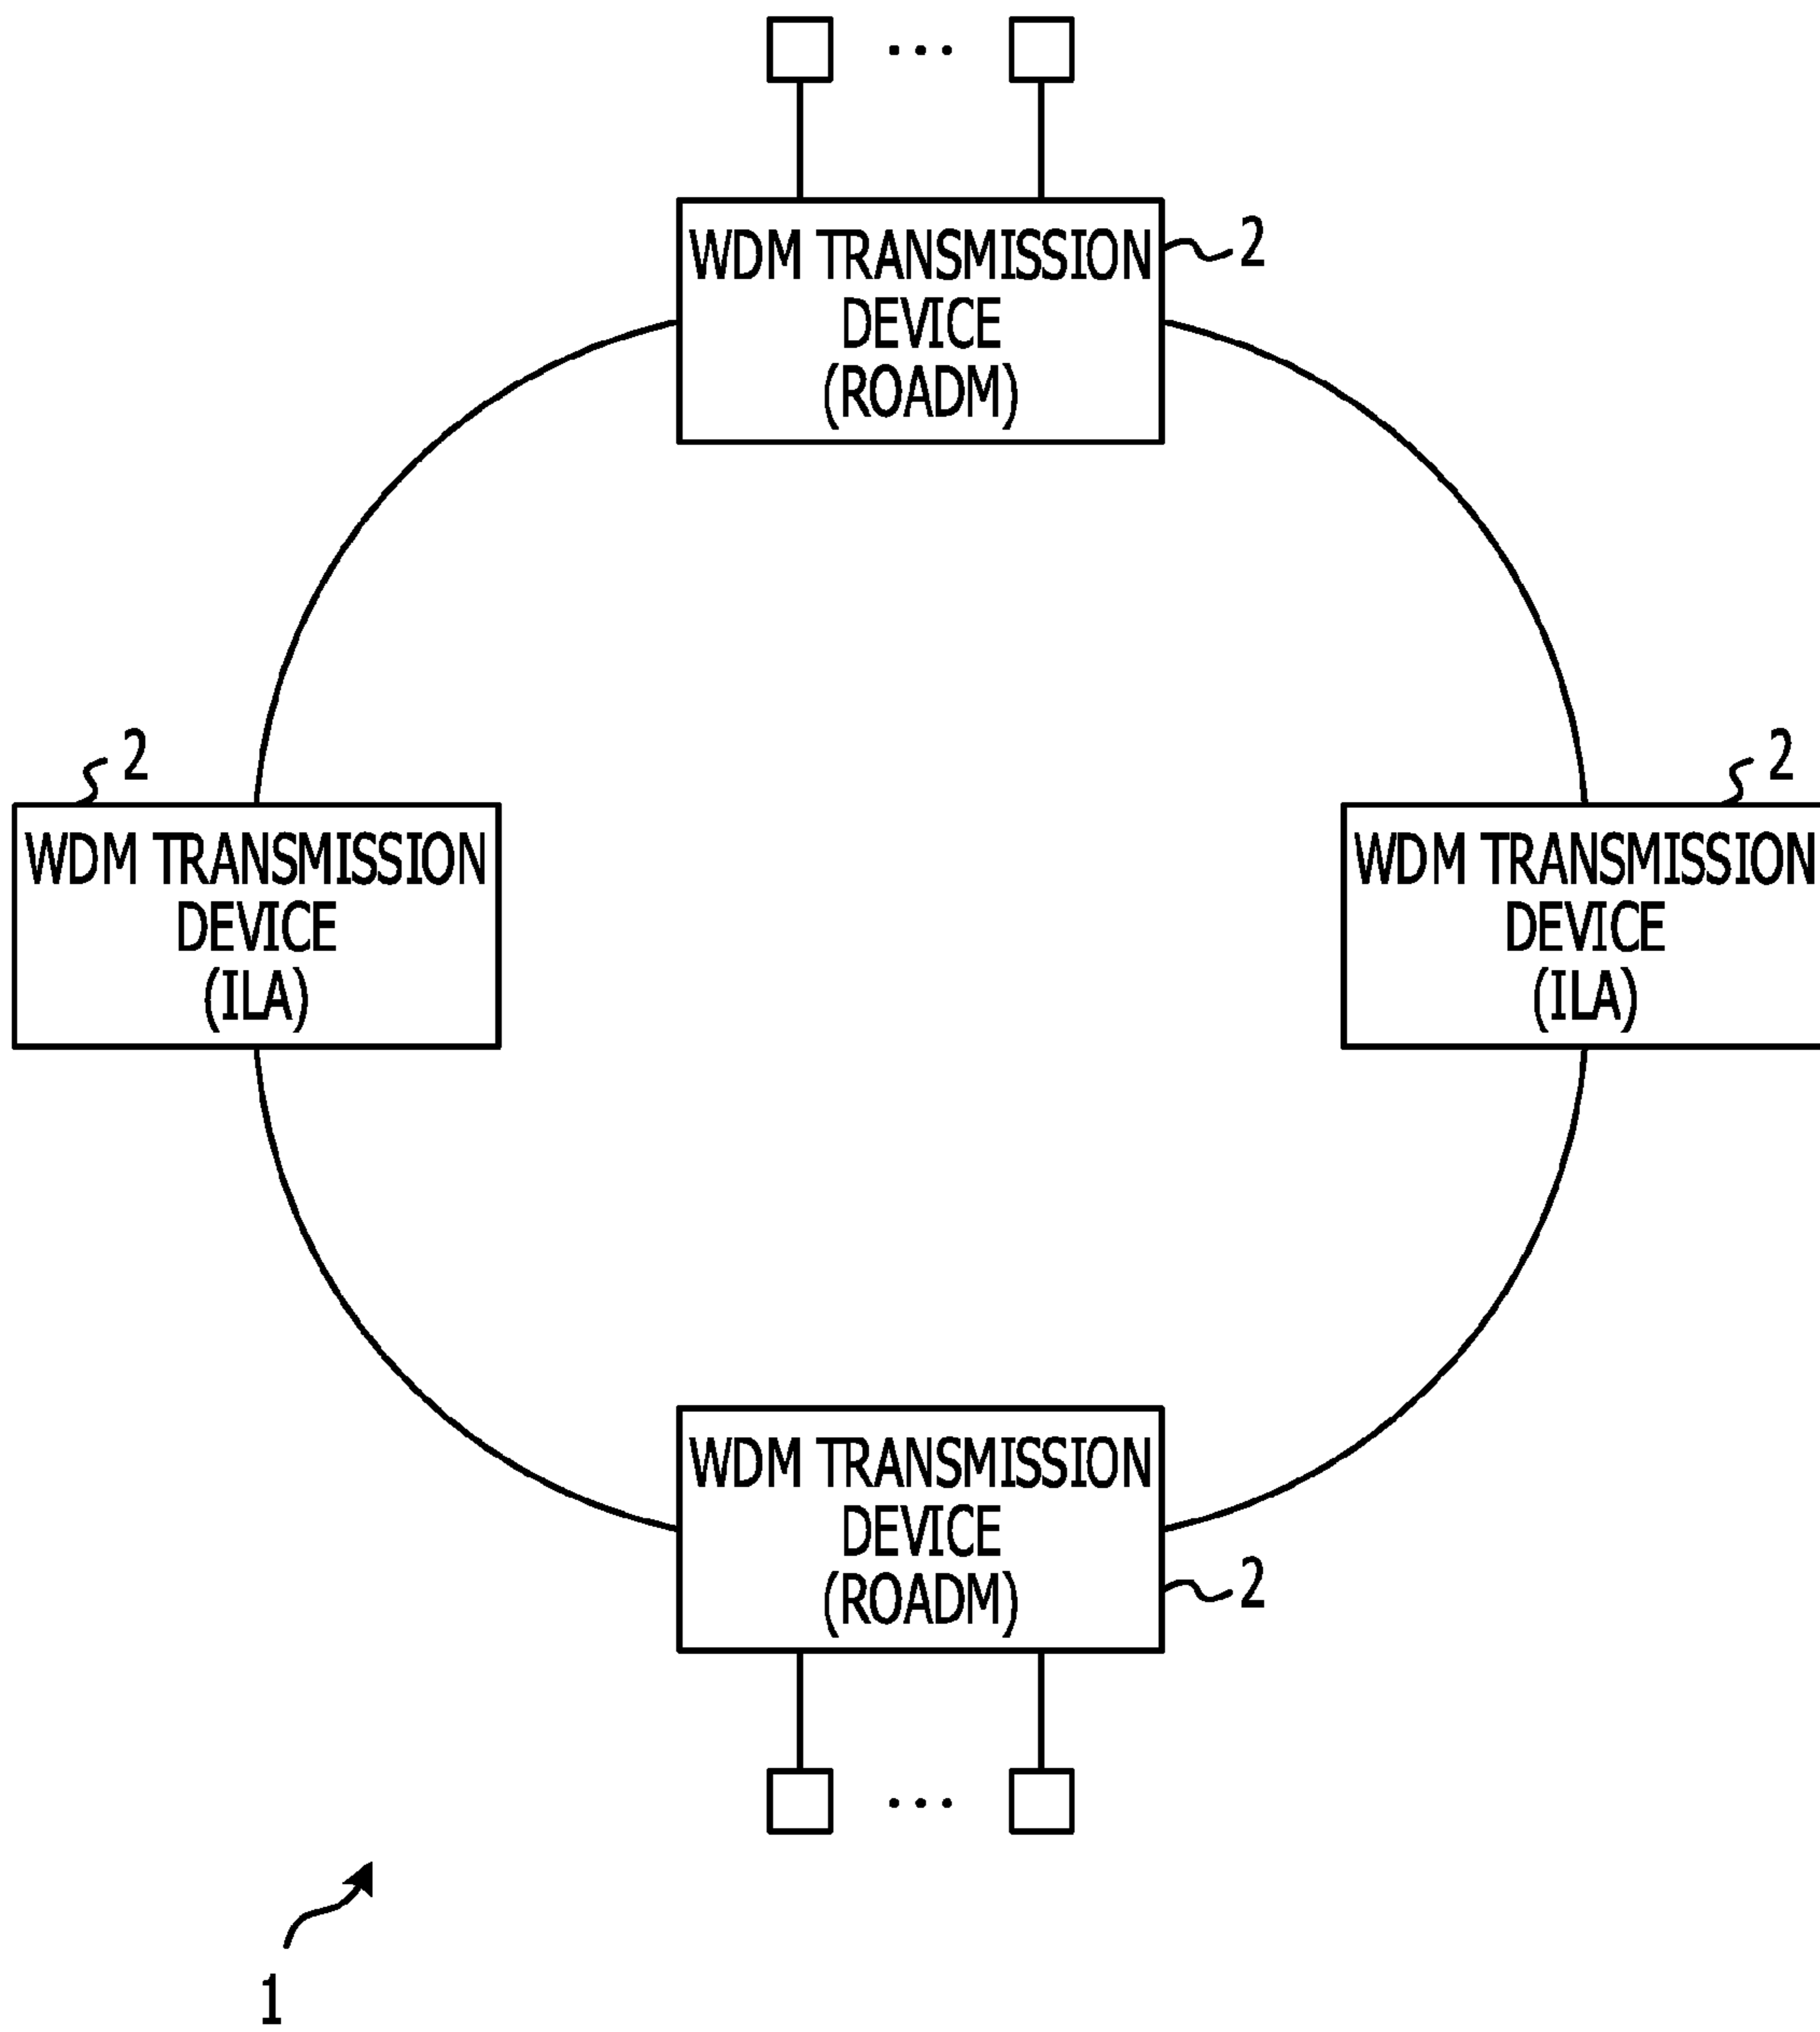 ...
WDM TRANSMISSION
DEVICE
(ROADM)
2
2
WDM TRANSMISSION
DEVICE
(ILA)
2
WDM TRANSMISSION
DEVICE
(ILA)
WDM TRANSMISSION
DEVICE
(ROADM)
2
...
1